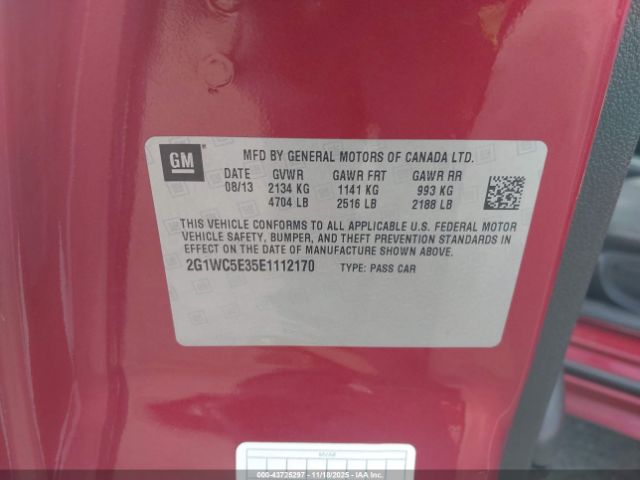 GM
MFD BY GENERAL MOTORS OF CANADA LTD.
DATE GVWR GAWR FRT GAWR RR
08/13 2134 KG 1141 KG 993 KG
4704 LB 2516 LB 2188 LB
THIS VEHICLE CONFORMS TO ALL APPLICABLE U.S. FEDERAL MOTOR
VEHICLE SAFETY, BUMPER, AND THEFT PREVENTION STANDARDS
IN EFFECT ON THE DATE OF MANUFACTURE SHOWN ABOVE.
2G1WC5E35E1112170 TYPE: PASS CAR
000-43725297 | 11/18/2025 - Property of IAA